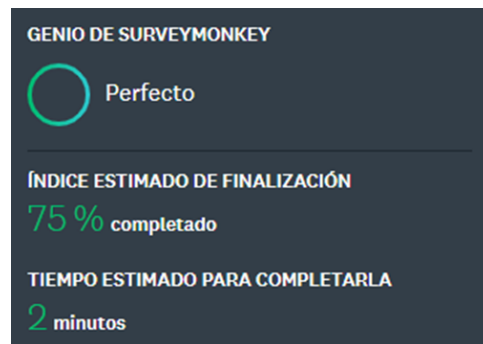 GENIO DE SURVEYMONKEY
Perfecto
ÍNDICE ESTIMADO DE FINALIZACIÓN
75 % completado
TIEMPO ESTIMADO PARA COMPLETARLA
2 minutos